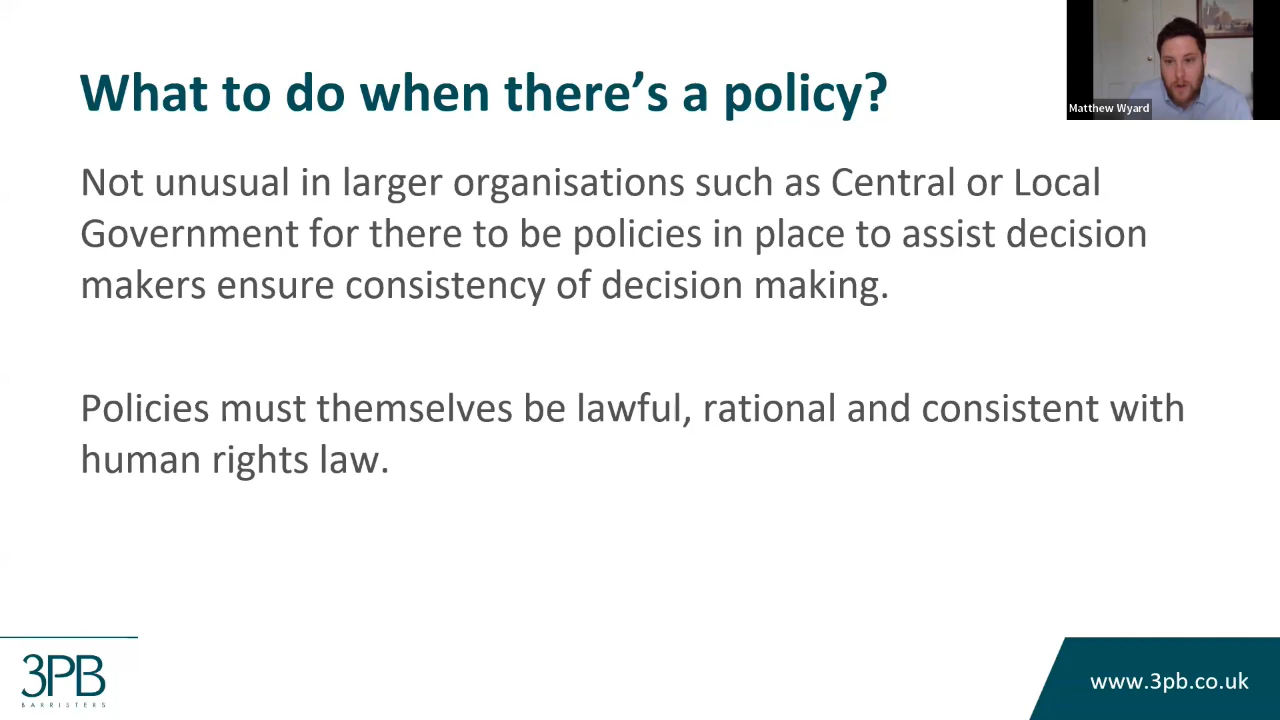 What to do when there's a policy?
Matthew Wyard
Not unusual in larger organisations such as Central or Local
Government for there to be policies in place to assist decision
makers ensure consistency of decision making.
Policies must themselves be lawful, rational and consistent with
human rights law.
3PB
BARRISTERS
www.3pb.co.uk